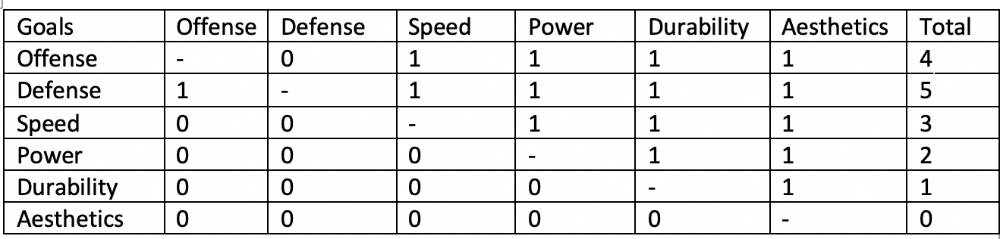 Goals Offense Defense Speed Power Durability Aesthetics Total
Offense - 0 1 1 1 1 4
Defense 1 - 1 1 1 1 5
Speed 0 0 - 1 1 1 3
Power 0 0 0 - 1 1 2
Durability 0 0 0 0 - 1 1
Aesthetics 0 0 0 0 0 - 0